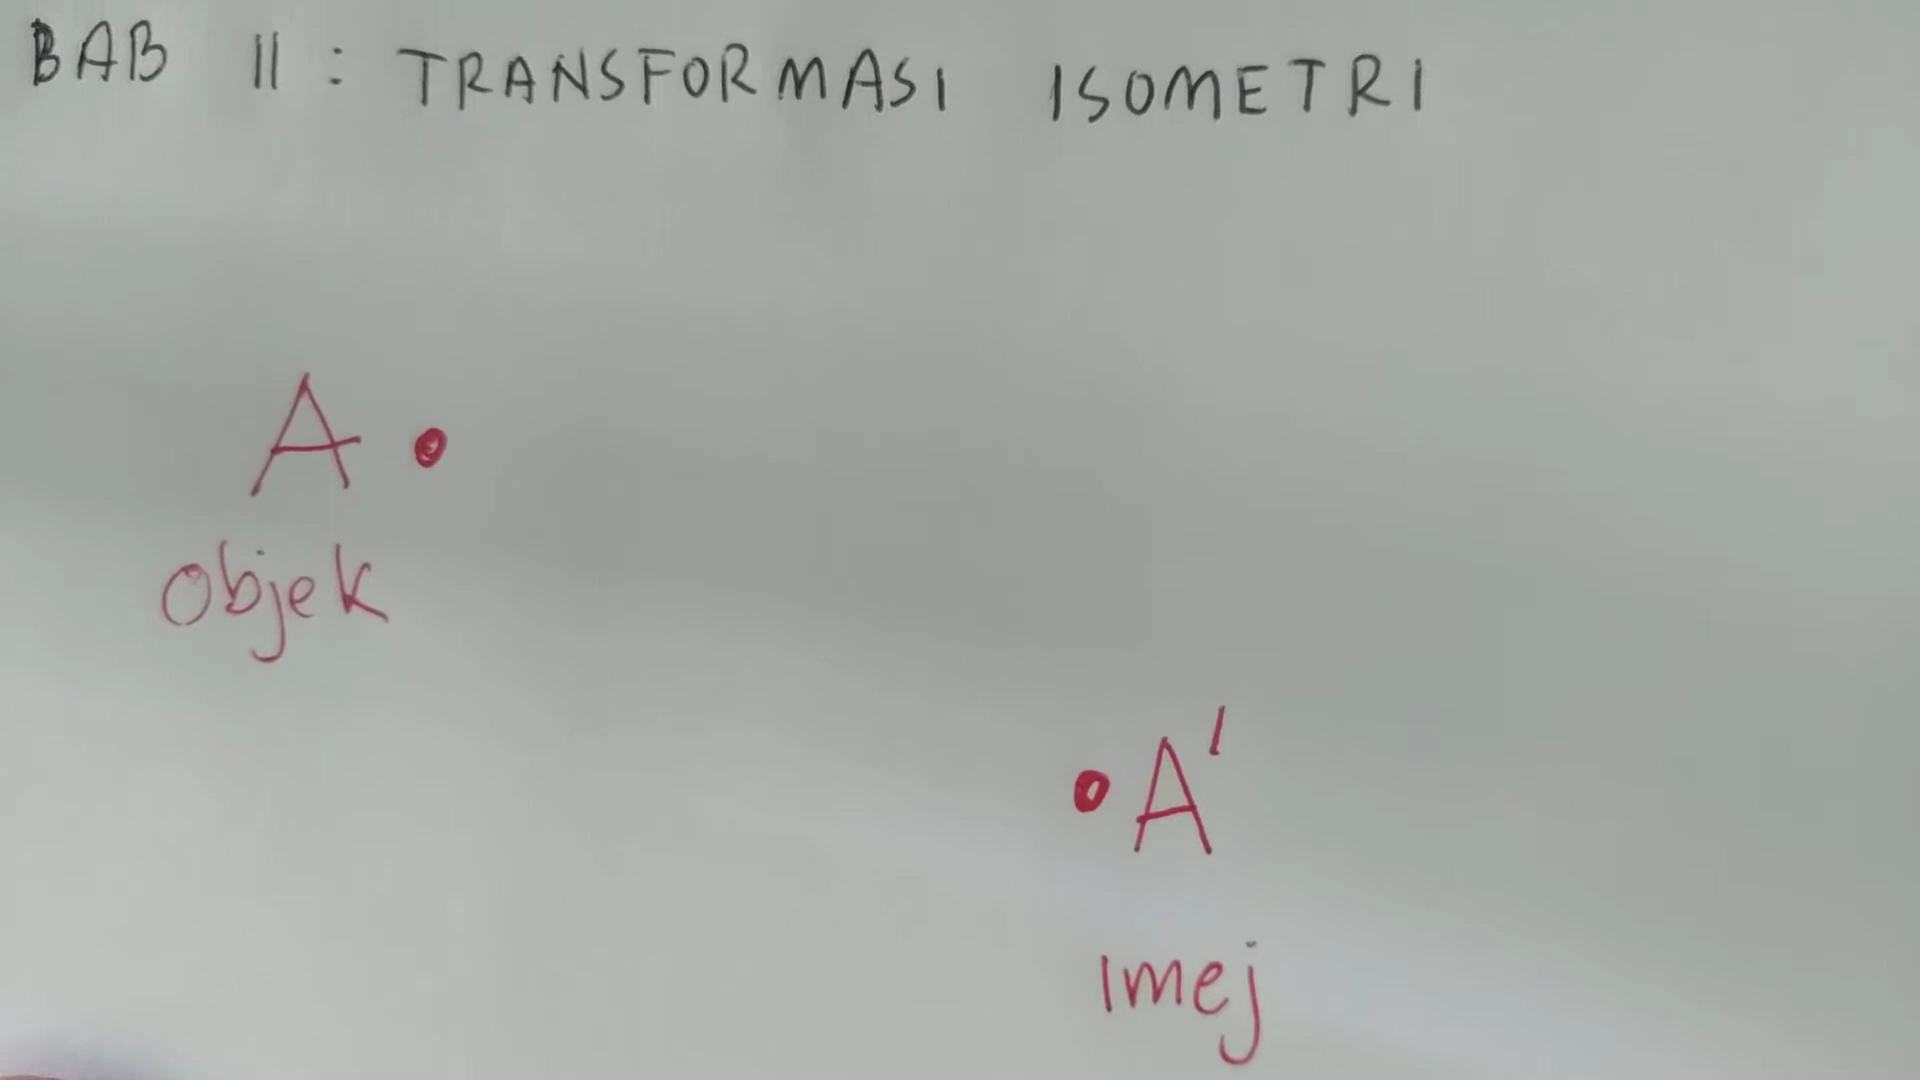 BAB 11 : TRANSFORMASI ISOMETRI
A
Objek
A'
Imej